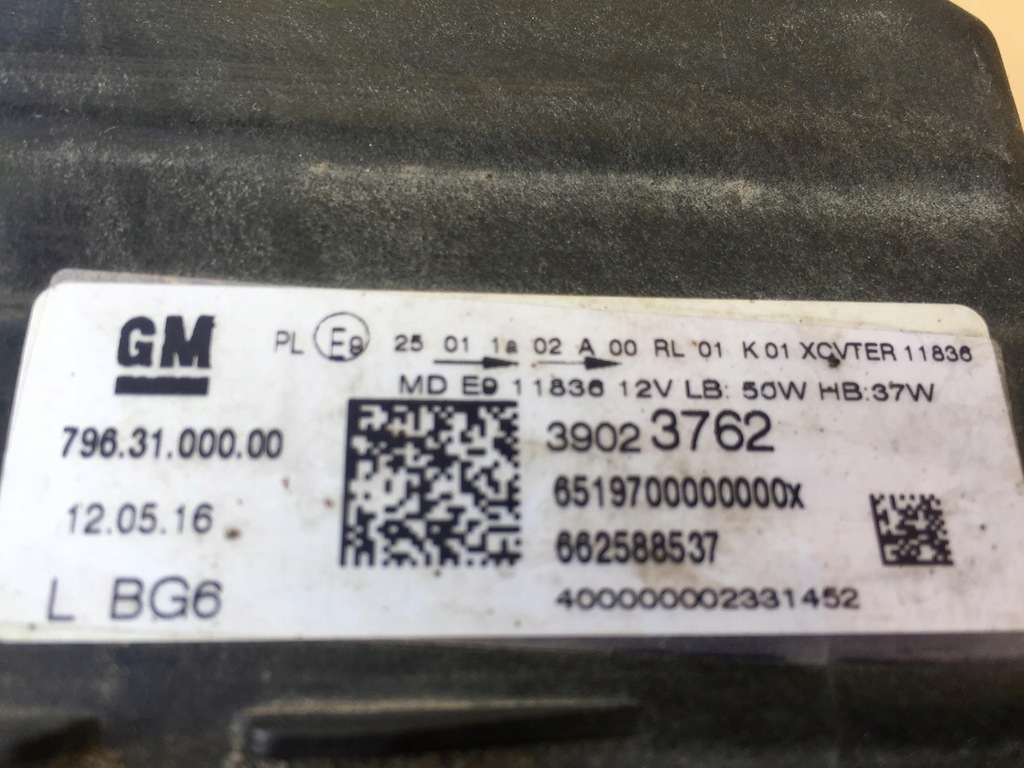 GM
PL E9 25 01 1a 02 A 00 RL 01 K 01 XCVTER 11836
MD E9 11836 12V LB: 50W HB:37W
796.31.000.00
3902 3762
6519700000000x
12.05.16
662588537
L BG6
400000002331452